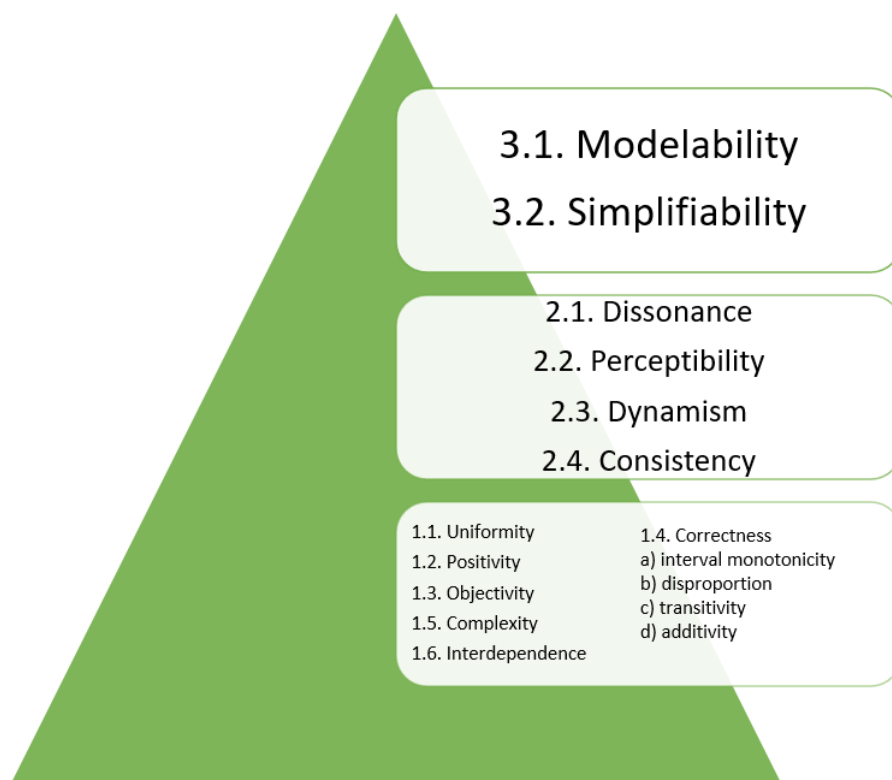 3.1. Modelability
3.2. Simplifiability
2.1. Dissonance
2.2. Perceptibility
2.3. Dynamism
2.4. Consistency
1.1. Uniformity
1.2. Positivity
1.3. Objectivity
1.5. Complexity
1.6. Interdependence
1.4. Correctness
a) interval monotonicity
b) disproportion
c) transitivity
d) additivity